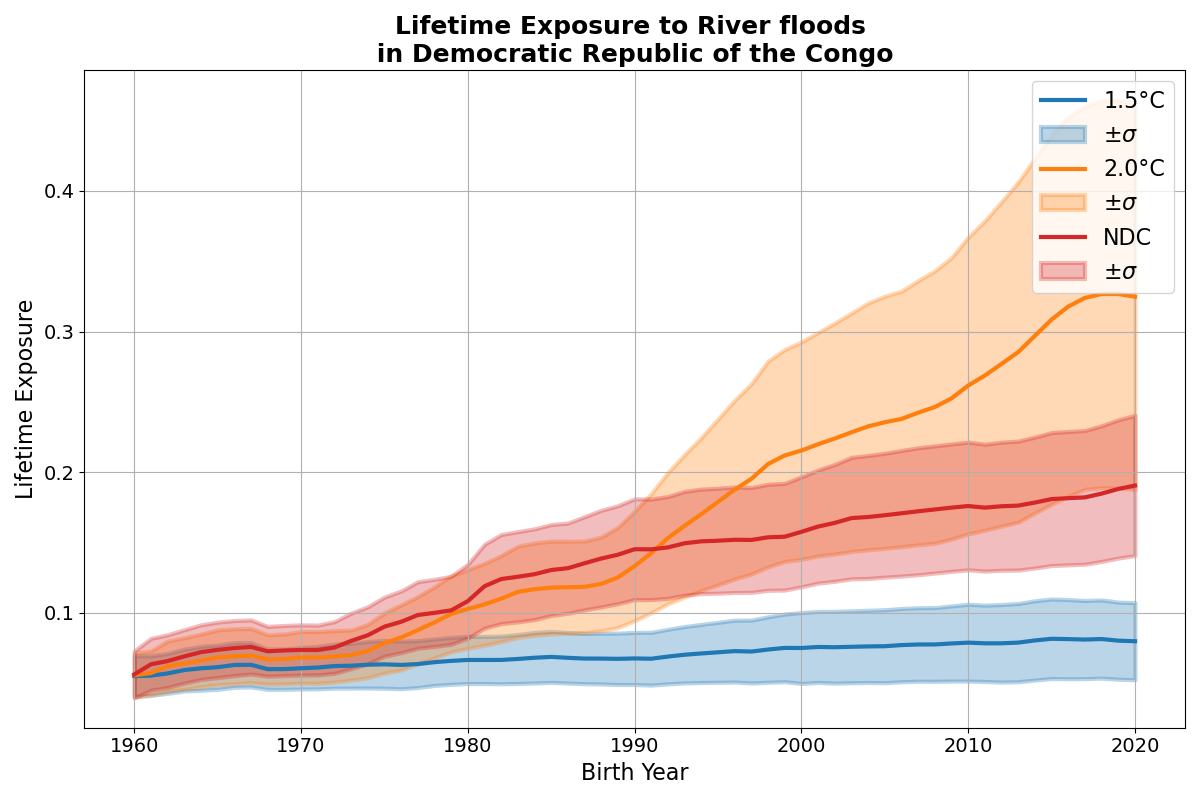 Lifetime Exposure to River floods
in Democratic Republic of the Congo
Lifetime Exposure
0.4
0.3
0.2
0.1
1960
1970
1980
1990
2000
2010
2020
Birth Year
1.5°C
±σ
2.0°C
±σ
NDC
±σ